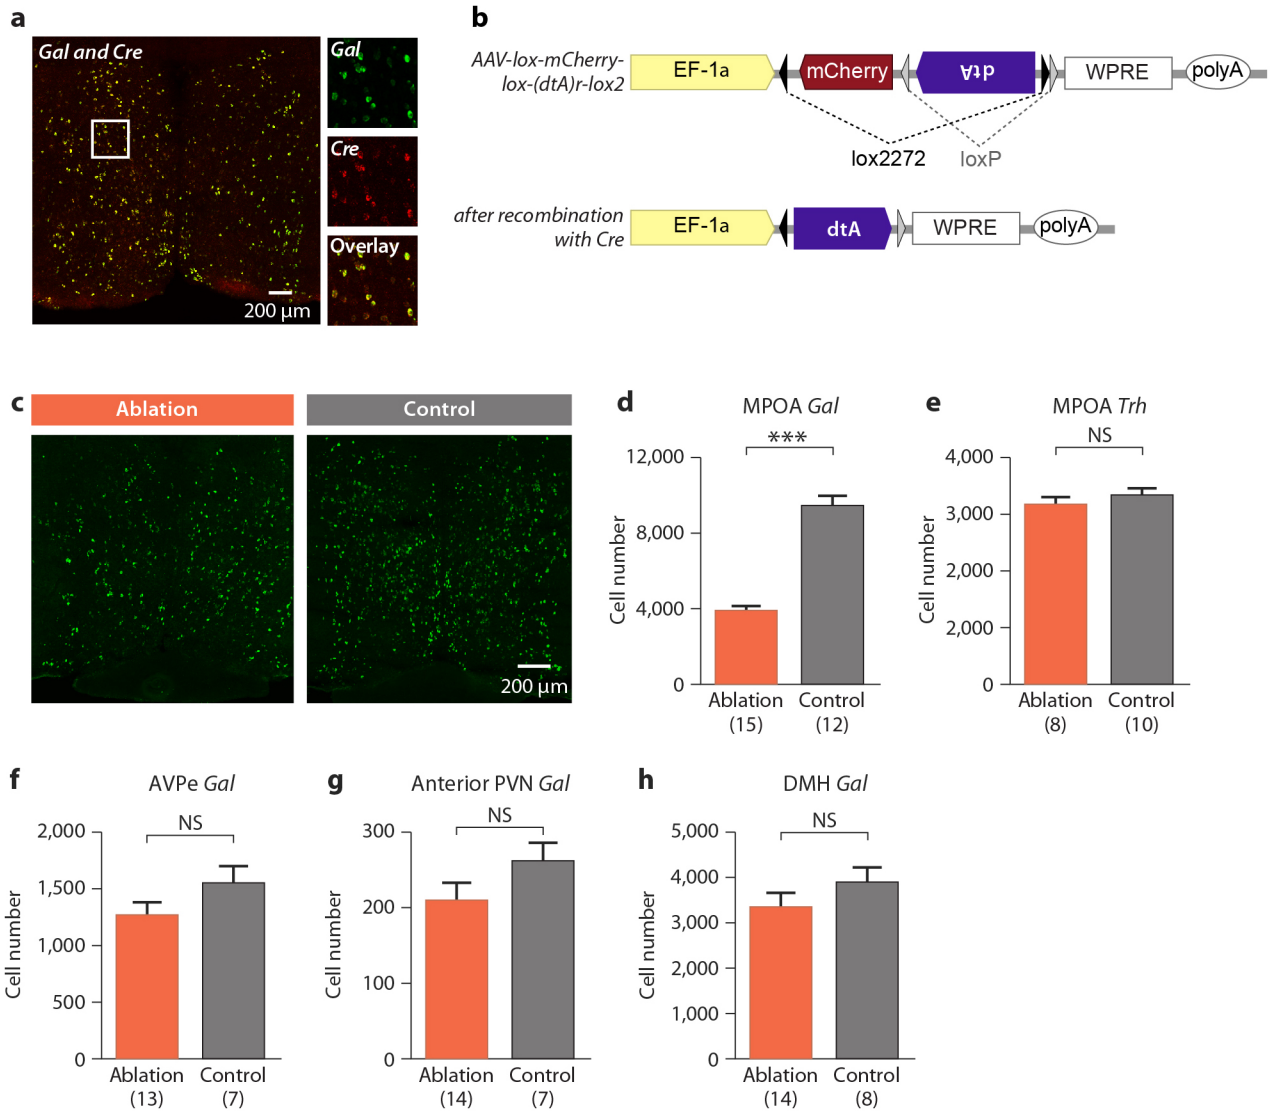 a
Gal and Cre
200 µm
Gal
Cre
Overlay
b
AAV-lox-mCherry-
lox-(dtA)r-lox2
EF-1a
mCherry
dtA
WPRE
polyA
lox2272
loxP
after recombination
with Cre
EF-1a
dtA
WPRE
polyA
c
Ablation
Control
200 µm
d
MPOA Gal
***
12,000
8,000
4,000
0
Cell number
Ablation
(15)
Control
(12)
e
MPOA Trh
NS
4,000
3,000
2,000
2,000
0
Cell number
Ablation
(8)
Control
(10)
f
AVPe Gal
NS
2,000
1,500
1,000
500
0
Cell number
Ablation
(13)
Control
(7)
g
Anterior PVN Gal
NS
300
200
100
0
Cell number
Ablation
(14)
Control
(7)
h
DMH Gal
NS
5,000
4,000
3,000
2,000
1,000
0
Cell number
Ablation
(14)
Control
(8)